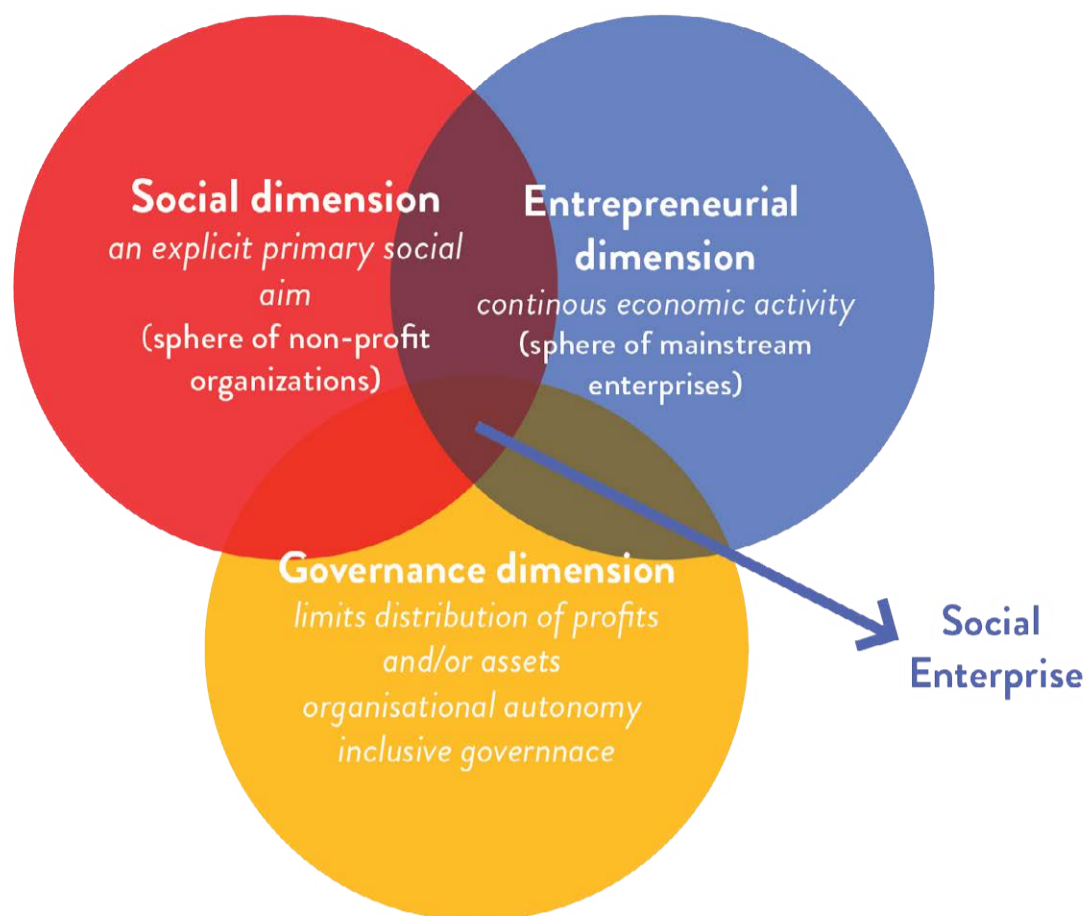 Social dimension
an explicit primary social
aim
(sphere of non-profit
organizations)
Entrepreneurial
dimension
continous economic activity
(sphere of mainstream
enterprises)
Governance dimension
limits distribution of profits
and/or assets
organisational autonomy
inclusive governnace
Social
Enterprise